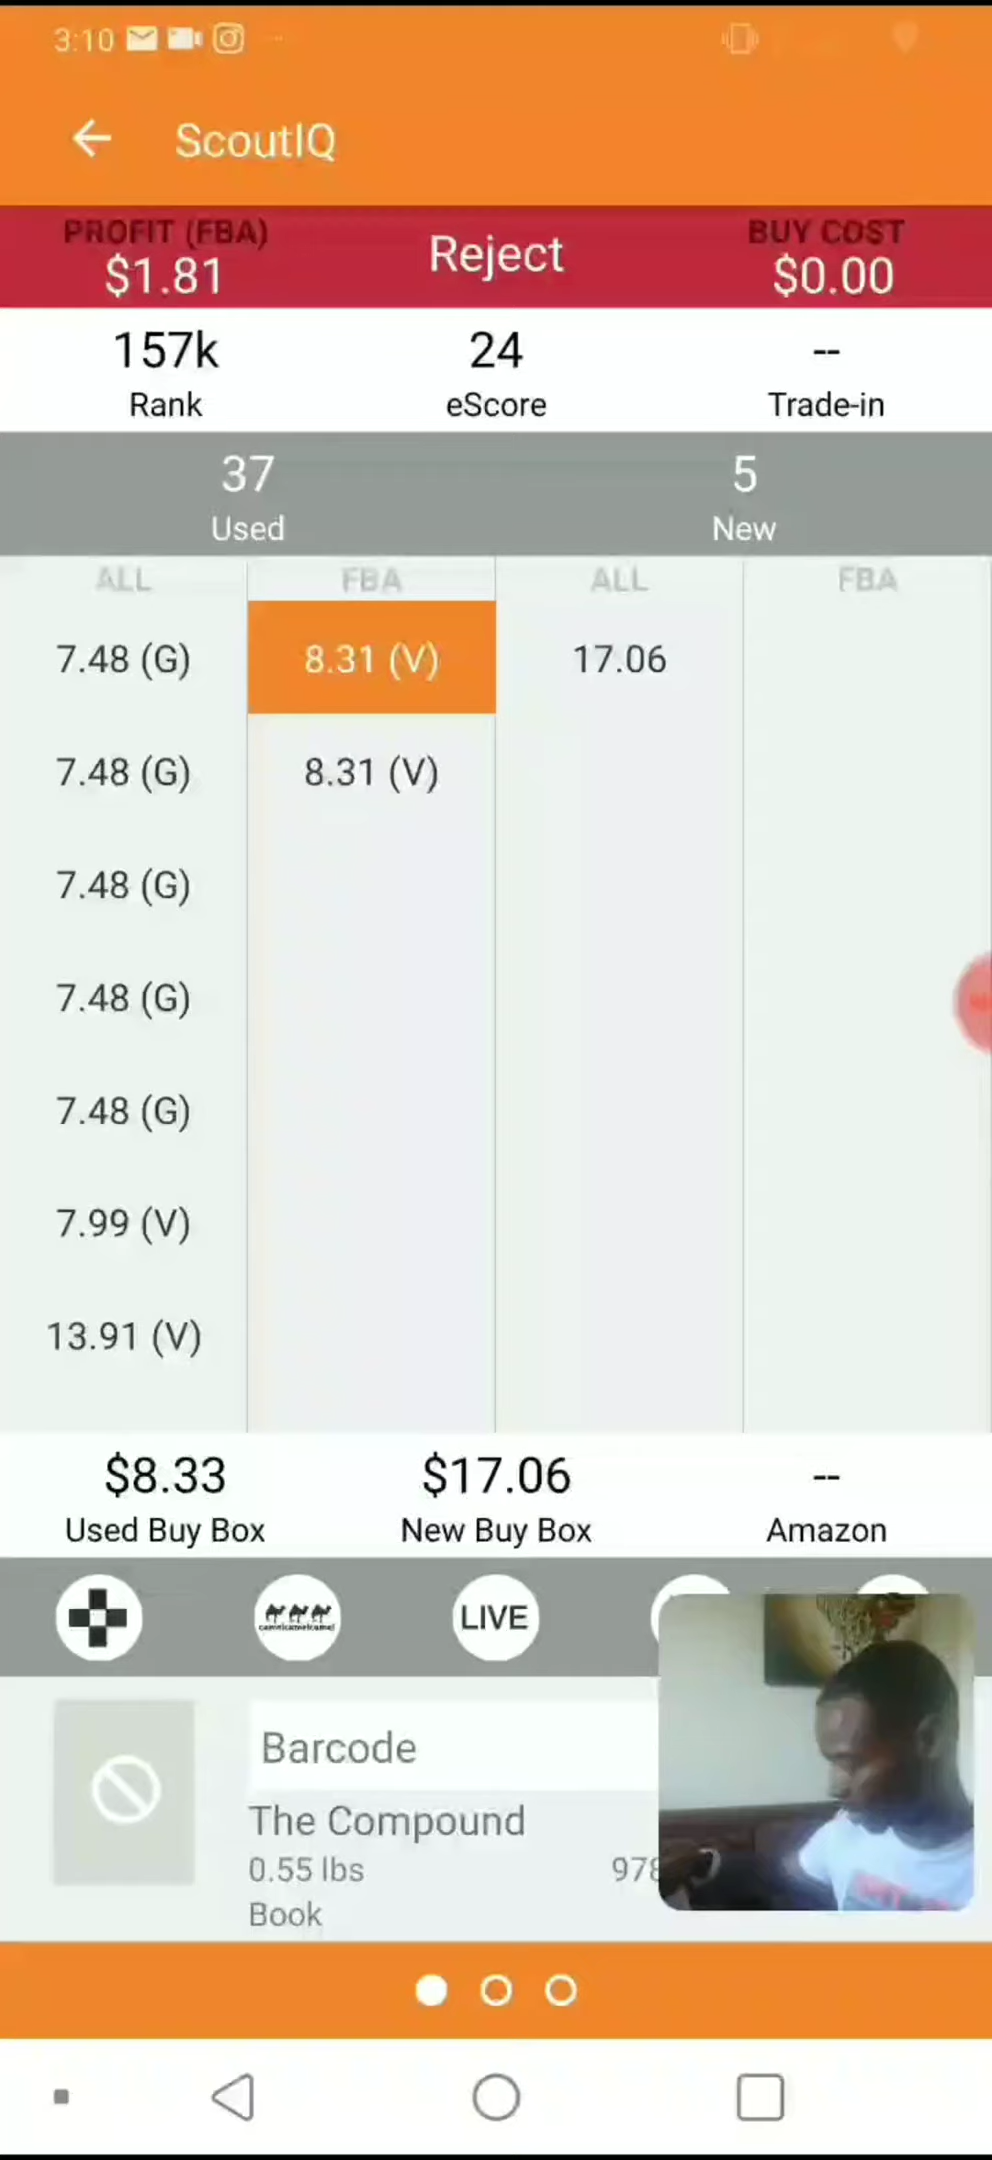 3:10
ScoutIQ
PROFIT (FBA)
$1.81
Reject
BUY COST
$0.00
157k
Rank
24
eScore
--
Trade-in
37
Used
5
New
ALL FBA ALL FBA
7.48 (G) 8.31 (V) 17.06
7.48 (G) 8.31 (V)
7.48 (G)
7.48 (G)
7.48 (G)
7.99 (V)
13.91 (V)
$8.33
Used Buy Box
$17.06
New Buy Box
--
Amazon
camelcamelcamel
LIVE
Barcode
The Compound
0.55 lbs
978
Book